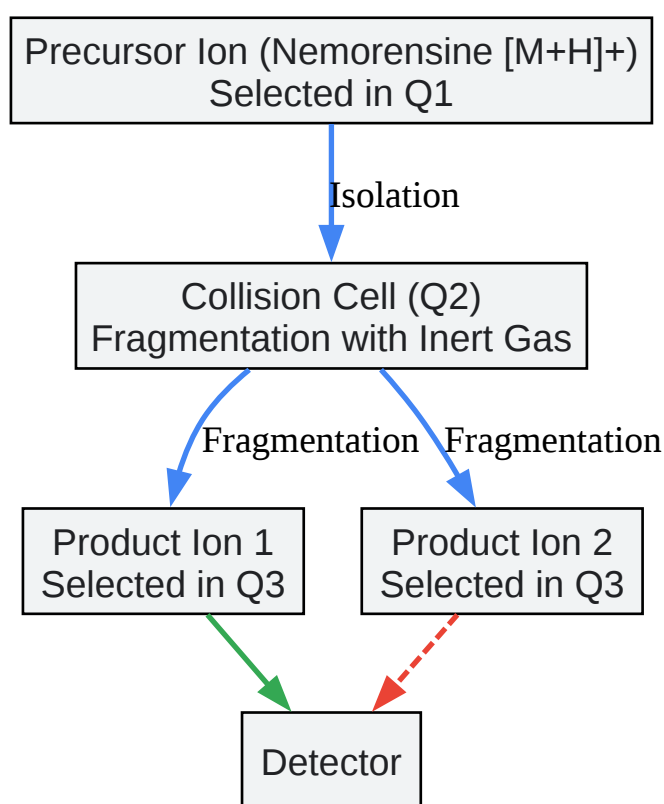 Precursor Ion (Nemorensine [M+H]+)
Selected in Q1
Isolation
Collision Cell (Q2)
Fragmentation with Inert Gas
Fragmentation
Fragmentation
Product Ion 1
Selected in Q3
Product Ion 2
Selected in Q3
Detector